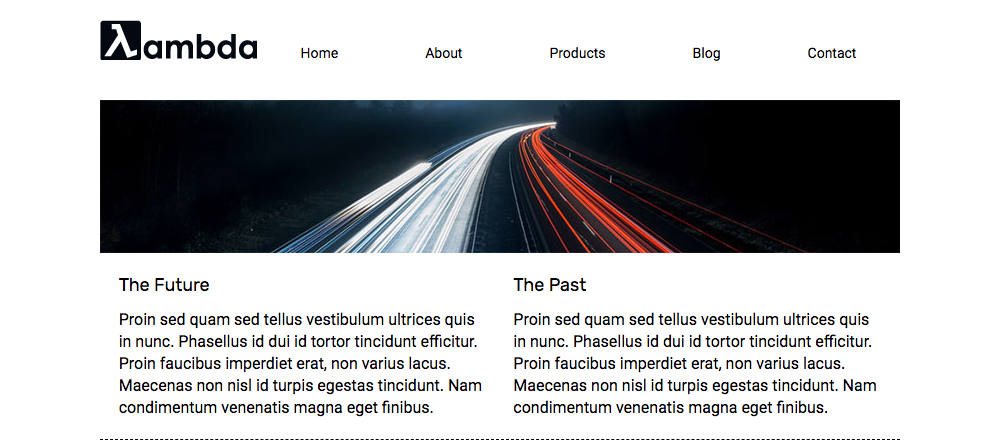 λambda
Home About Products Blog Contact
The Future
Proin sed quam sed tellus vestibulum ultrices quis
in nunc. Phasellus id dui id tortor tincidunt efficitur.
Proin faucibus imperdiet erat, non varius lacus.
Maecenas non nisl id turpis egestas tincidunt. Nam
condimentum venenatis magna eget finibus.
The Past
Proin sed quam sed tellus vestibulum ultrices quis
in nunc. Phasellus id dui id tortor tincidunt efficitur.
Proin faucibus imperdiet erat, non varius lacus.
Maecenas non nisl id turpis egestas tincidunt. Nam
condimentum venenatis magna eget finibus.